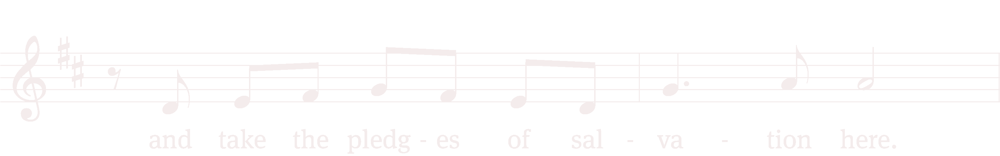 and take the pledg - es of sal - va - tion here.